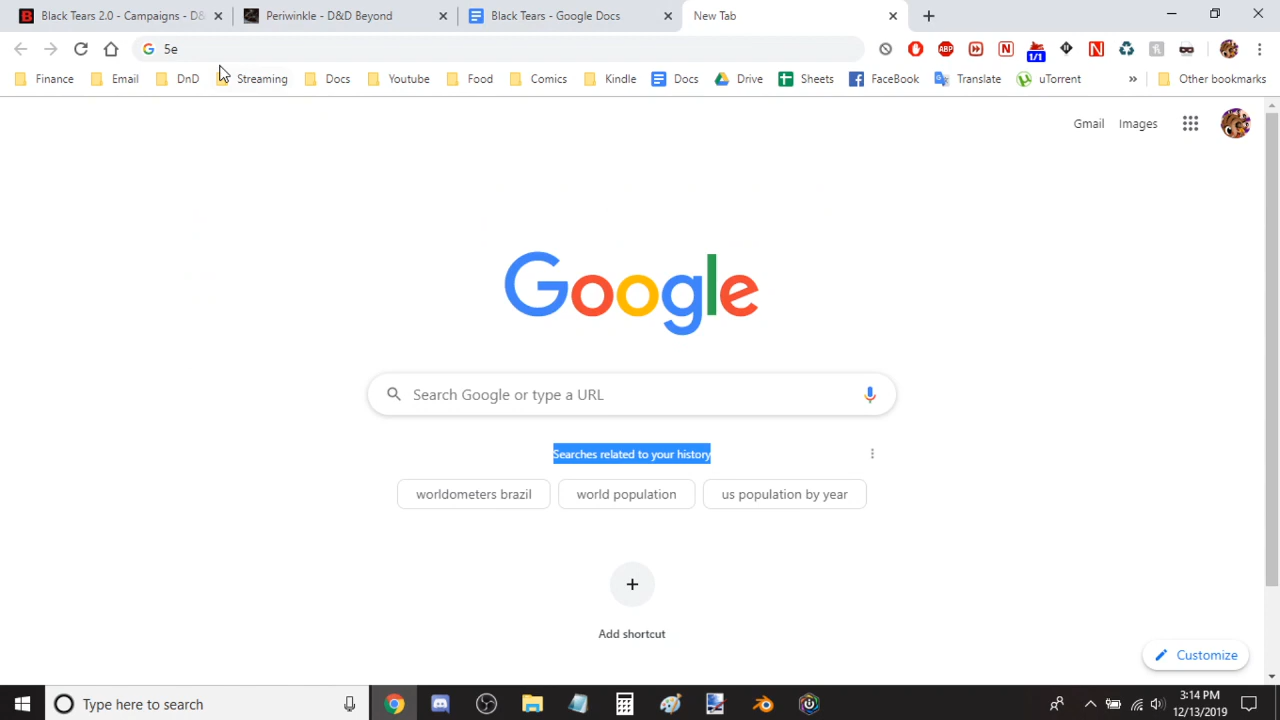 Black Tears 2.0 - Campaigns - D&
Periwinkle - D&D Beyond
Black Tears - Google Docs
New Tab
5e
1/1
Finance
Email
DnD
Streaming
Docs
Youtube
Food
Comics
Kindle
Docs
Drive
Sheets
FaceBook
Translate
uTorrent
»
Other bookmarks
Gmail
Images
Google
Search Google or type a URL
Searches related to your history
worldometers brazil
world population
us population by year
Add shortcut
Customize
Type here to search
3:14 PM
12/13/2019